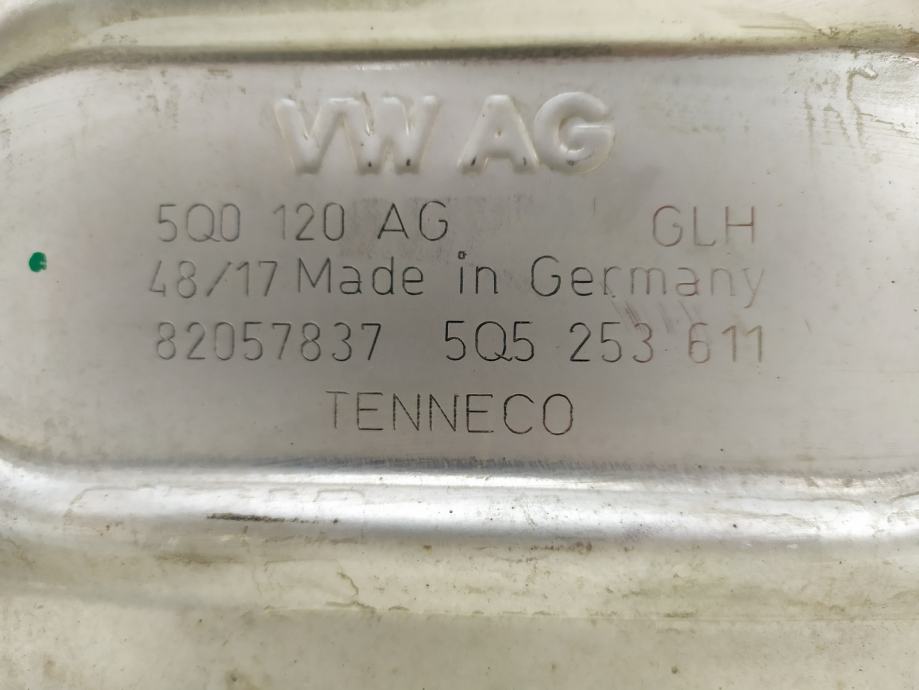 VW AG
5Q0 120 AG GLH
48/17 Made in Germany
82057837 5Q5 253 611
TENNECO